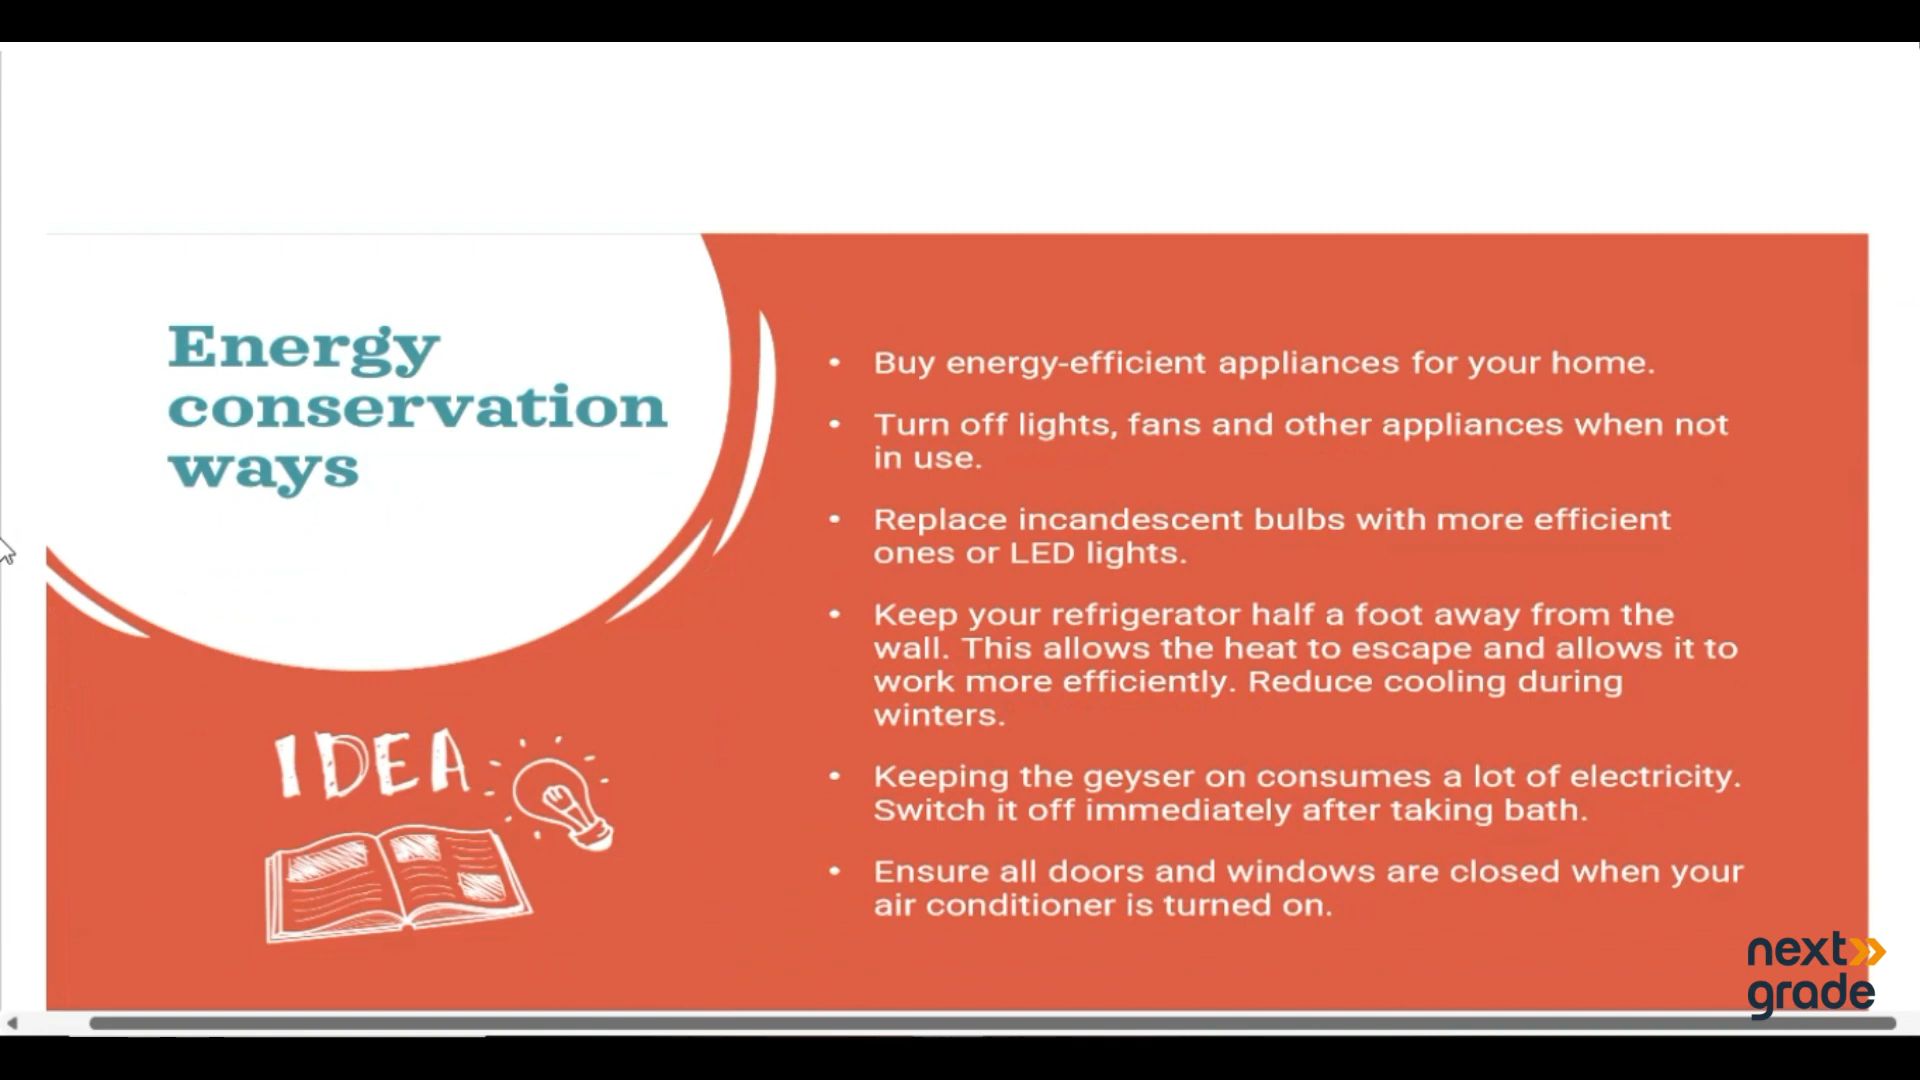 Energy
conservation
ways
• Buy energy-efficient appliances for your home.
• Turn off lights, fans and other appliances when not
in use.
• Replace incandescent bulbs with more efficient
ones or LED lights.
• Keep your refrigerator half a foot away from the
wall. This allows the heat to escape and allows it to
work more efficiently. Reduce cooling during
winters.
• Keeping the geyser on consumes a lot of electricity.
Switch it off immediately after taking bath.
• Ensure all doors and windows are closed when your
air conditioner is turned on.
IDEA
next
grade